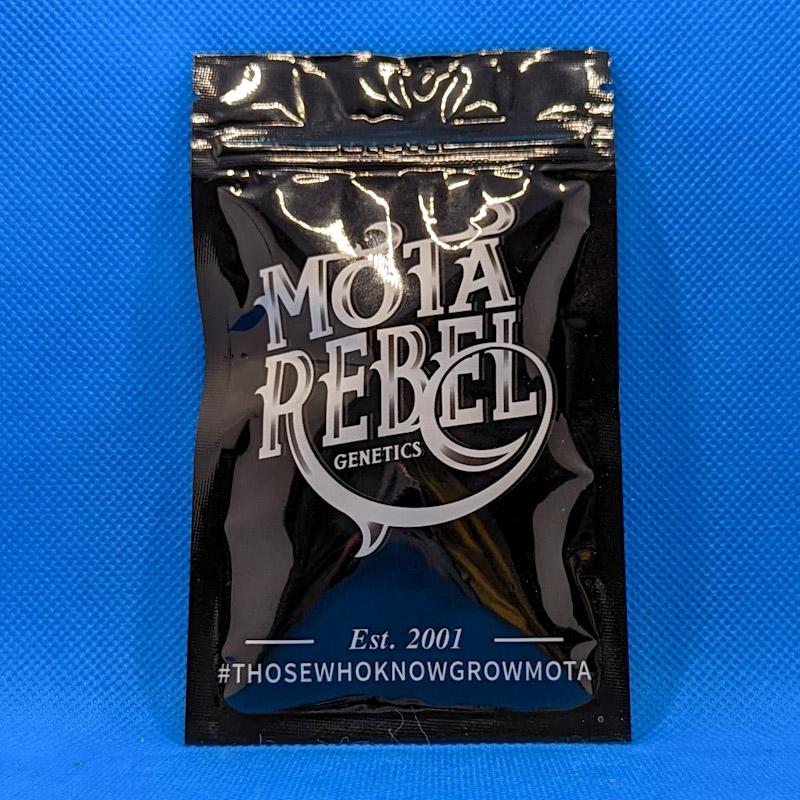 MOTA
REBEL
GENETICS
Est. 2001
#THOSEWHOKNOWGROWMOTA